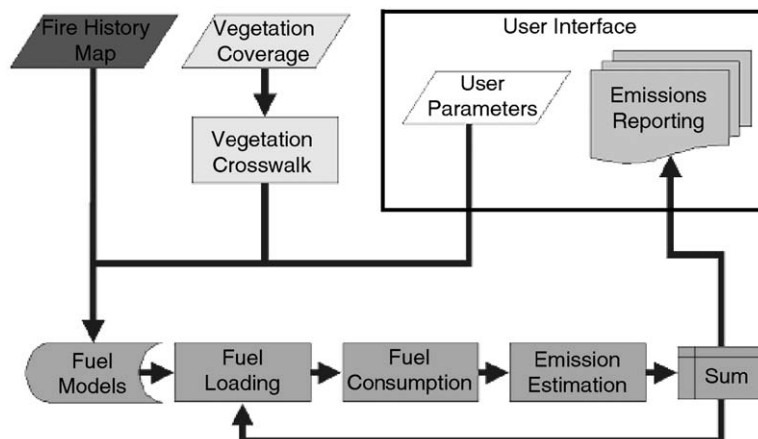 Fire History
Map
Vegetation
Coverage
User Interface
User
Parameters
Emissions
Reporting
Vegetation
Crosswalk
Fuel
Models
Fuel
Loading
Fuel
Consumption
Emission
Estimation
Sum